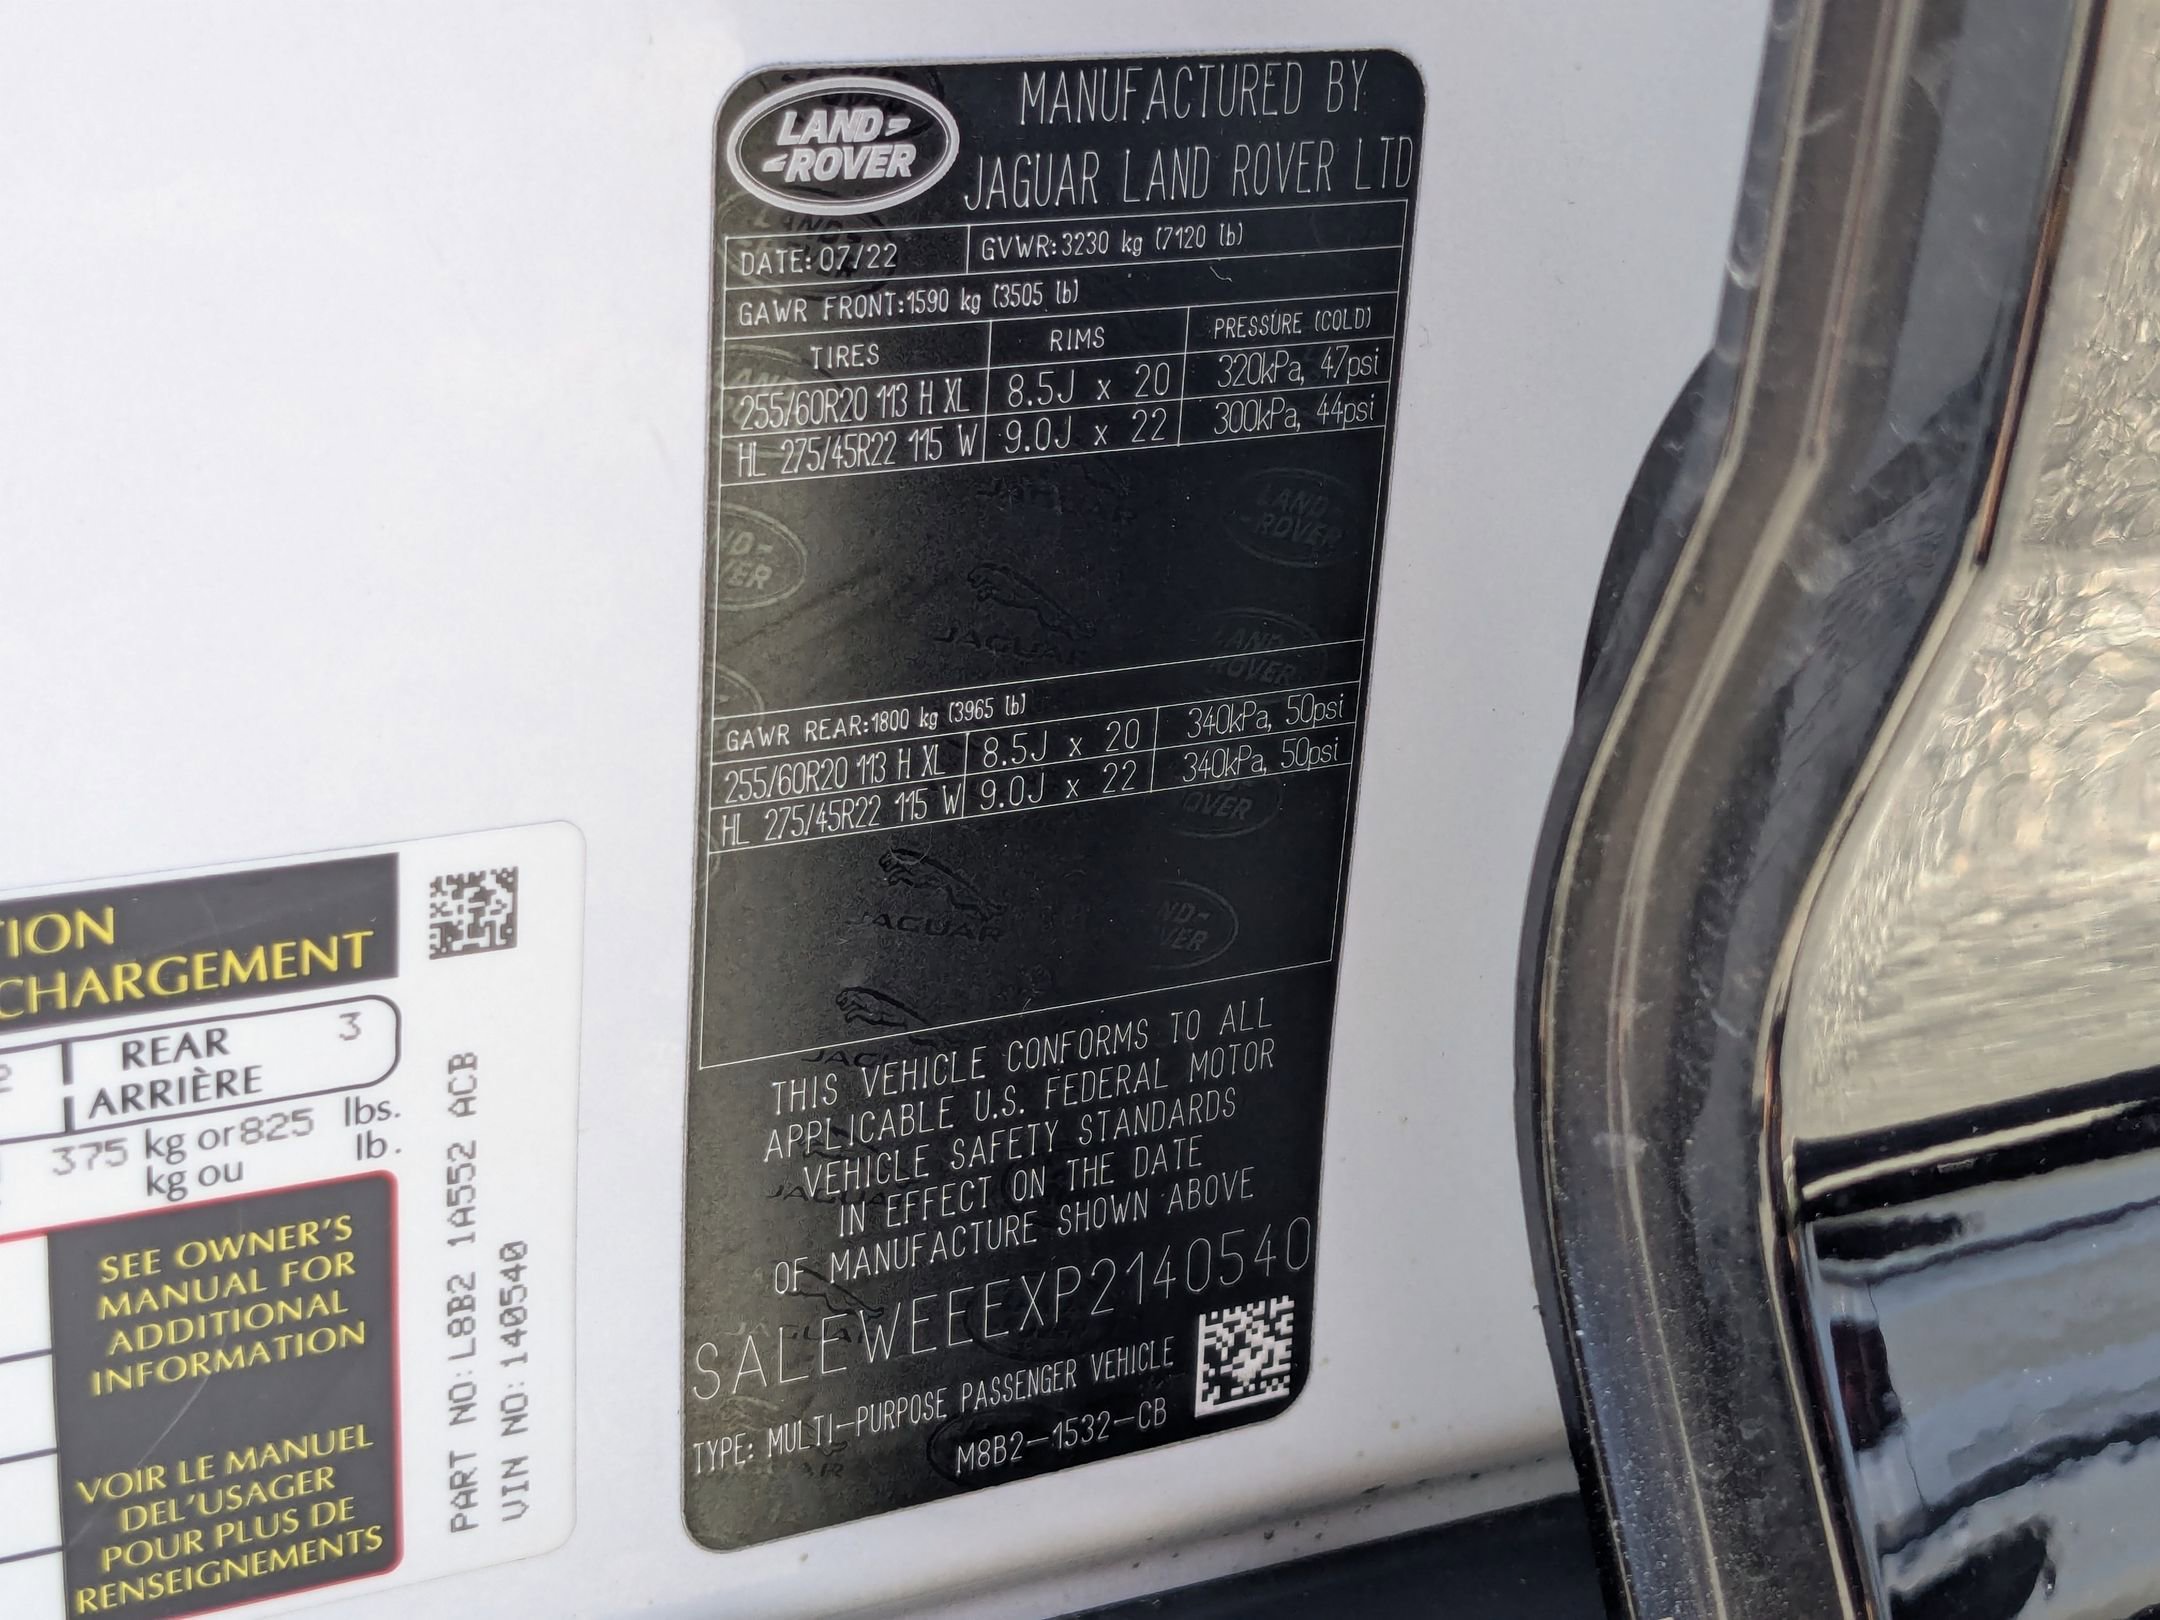 LAND
ROVER
MANUFACTURED BY
JAGUAR LAND ROVER LTD
DATE: 07/22 GVWR: 3230 kg (7120 lb)
GAWR FRONT: 1590 kg (3505 lb)
TIRES RIMS PRESSURE (COLD)
255/60R20 113 H XL 8.5J x 20 320kPa, 47psi
HL 275/45R22 115 W 9.0J x 22 300kPa, 44psi
GAWR REAR: 1800 kg (3965 lb)
255/60R20 113 H XL 8.5J x 20 340kPa, 50psi
HL 275/45R22 115 W 9.0J x 22 340kPa, 50psi
THIS VEHICLE CONFORMS TO ALL
APPLICABLE U.S. FEDERAL MOTOR
VEHICLE SAFETY STANDARDS
IN EFFECT ON THE DATE
OF MANUFACTURE SHOWN ABOVE
SALEWEEEXP2140540
TYPE: MULTI-PURPOSE PASSENGER VEHICLE
M8B2-1532-CB
CHARGEMENT
REAR 3
ARRIÈRE
375 kg or 825 lbs.
kg ou lb.
SEE OWNER'S
MANUAL FOR
ADDITIONAL
INFORMATION
VOIR LE MANUEL
DEL'USAGER
POUR PLUS DE
RENSEIGNEMENTS
PART NO: L8B2 1A552 ACB
VIN NO: 140540